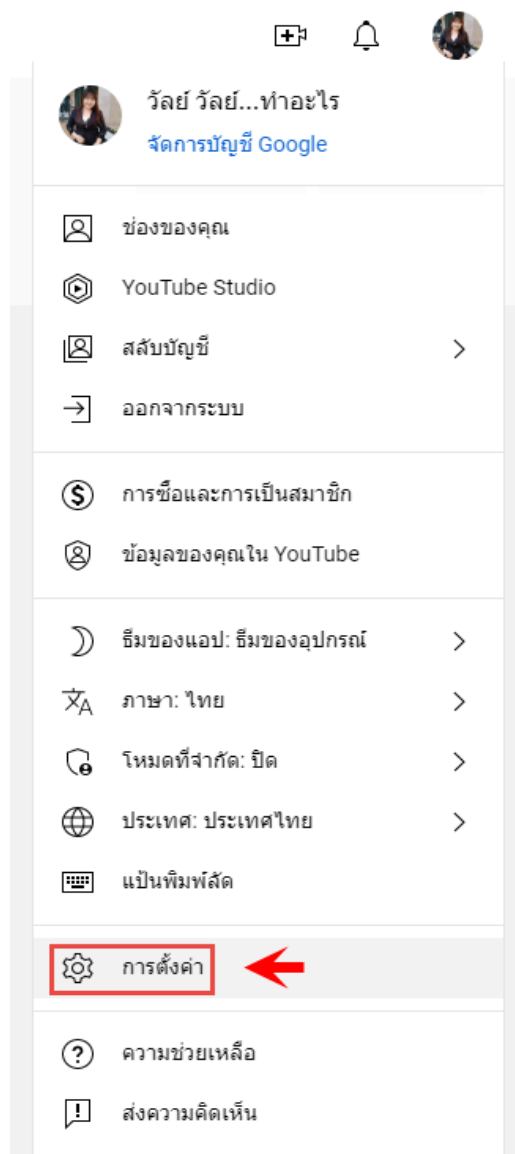 วัลย์ วัลย์...ทำอะไร
จัดการบัญชี Google
ช่องของคุณ
YouTube Studio
สลับบัญชี
ออกจากระบบ
การซื้อและการเป็นสมาชิก
ข้อมูลของคุณใน YouTube
ธีมของแอป: ธีมของอุปกรณ์
ภาษา: ไทย
โหมดที่จำกัด: ปิด
ประเทศ: ประเทศไทย
แป้นพิมพ์ลัด
การตั้งค่า
ความช่วยเหลือ
ส่งความคิดเห็น